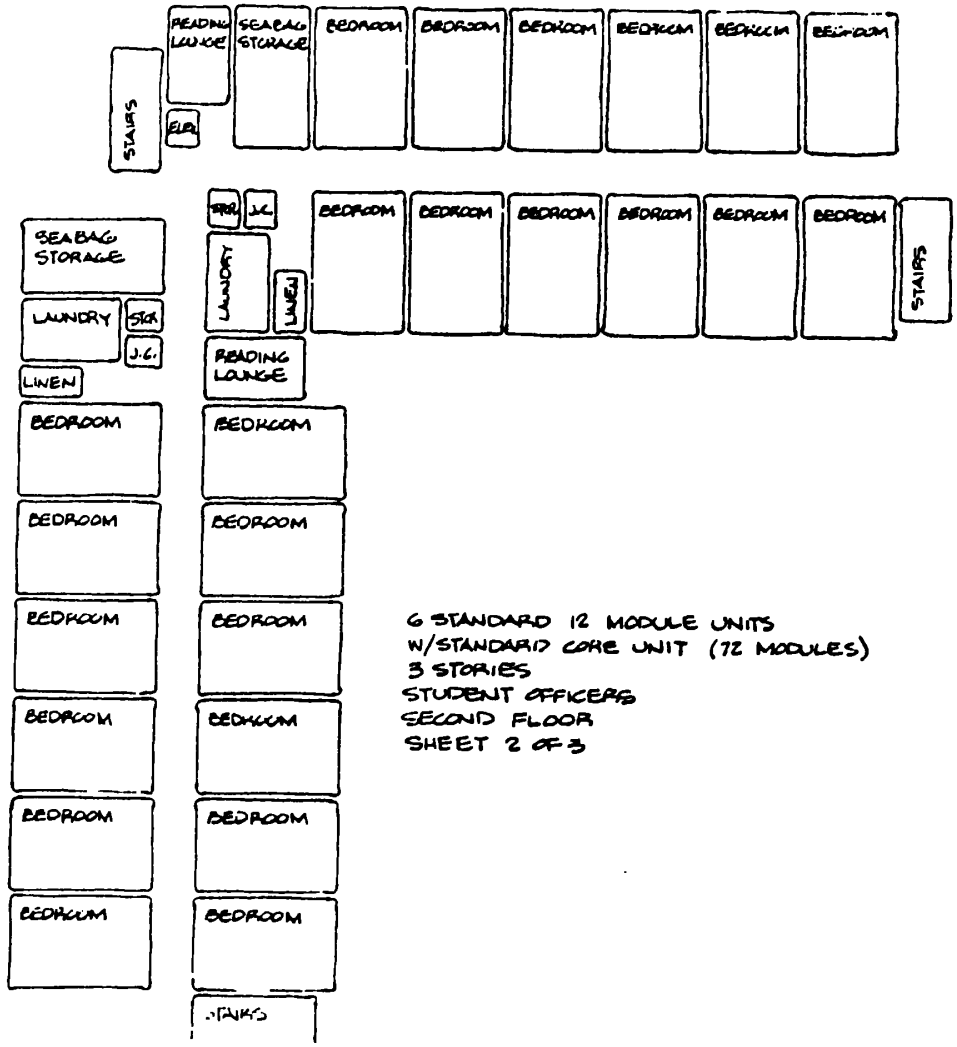 READING
LOUNGE
SEABAG
STORAGE
BEDROOM
BEDROOM
BEDROOM
BEDROOM
BEDROOM
BEDROOM
STAIRS
ELEV.
STOR.
J.C.
BEDROOM
BEDROOM
BEDROOM
BEDROOM
BEDROOM
BEDROOM
STAIRS
SEABAG
STORAGE
LAUNDRY
LINEN
LAUNDRY
STOR
J.C.
READING
LOUNGE
LINEN
BEDROOM
BEDROOM
BEDROOM
BEDROOM
BEDROOM
BEDROOM
BEDROOM
BEDROOM
BEDROOM
BEDROOM
BEDROOM
BEDROOM
STAIRS
6 STANDARD 12 MODULE UNITS
W/STANDARD CORE UNIT (72 MODULES)
3 STORIES
STUDENT OFFICERS
SECOND FLOOR
SHEET 2 OF 3